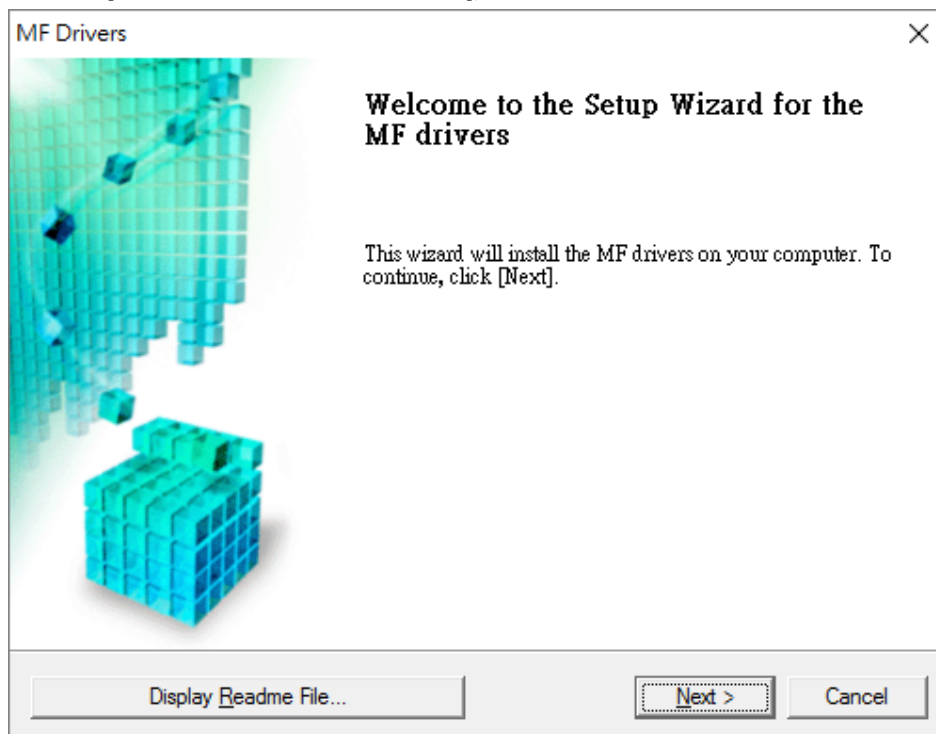 MF Drivers
Welcome to the Setup Wizard for the
MF drivers
This wizard will install the MF drivers on your computer. To
continue, click [Next].
Display Readme File...
Next >
Cancel